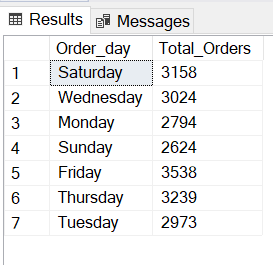 Results Messages
Order_day Total_Orders
1 Saturday 3158
2 Wednesday 3024
3 Monday 2794
4 Sunday 2624
5 Friday 3538
6 Thursday 3239
7 Tuesday 2973